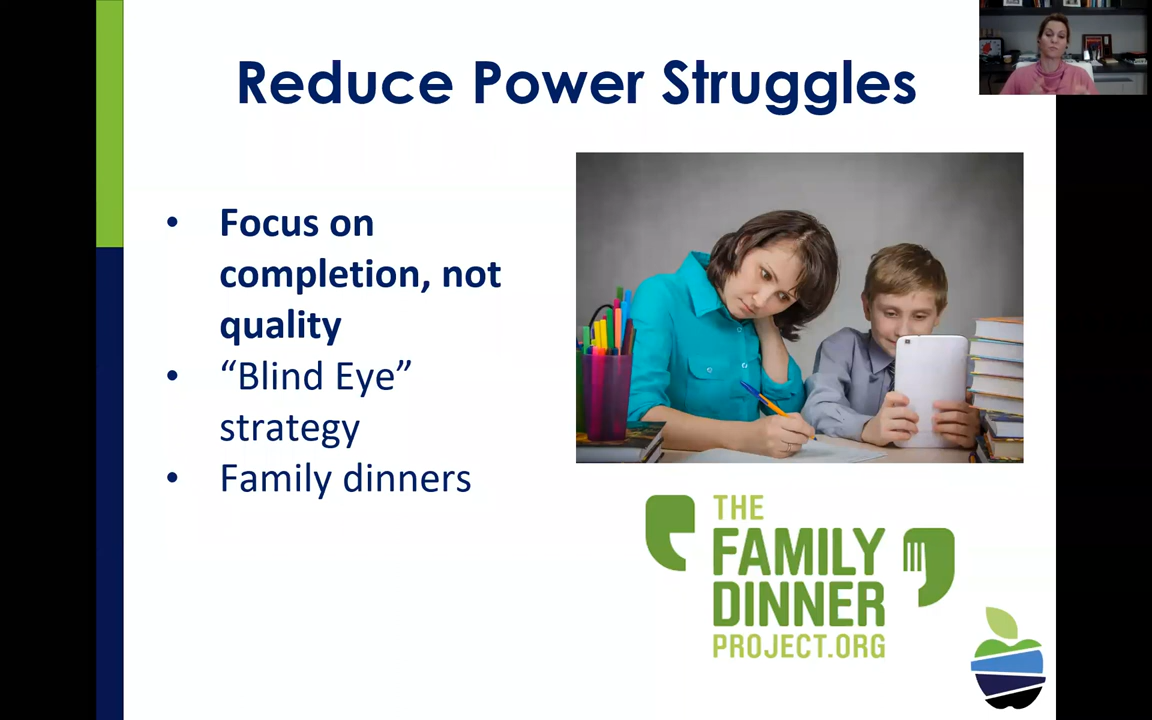 Reduce Power Struggles
• Focus on
completion, not
quality
• “Blind Eye”
strategy
• Family dinners
THE
FAMILY
DINNER
PROJECT.ORG